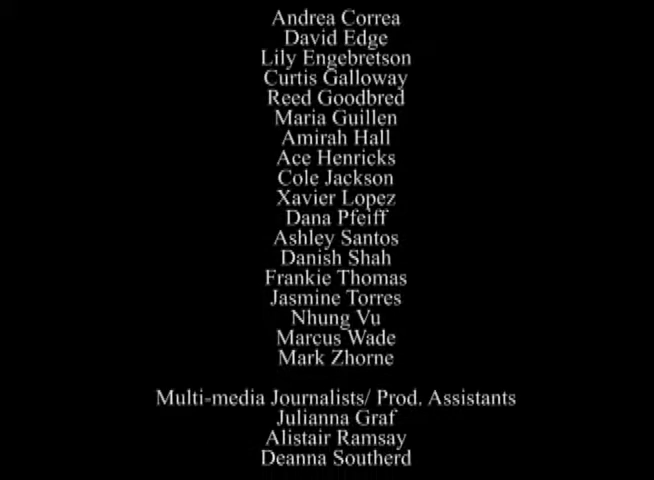 Andrea Correa
David Edge
Lily Engebretson
Curtis Galloway
Reed Goodbred
Maria Guillen
Amirah Hall
Ace Henricks
Cole Jackson
Xavier Lopez
Dana Pfeiff
Ashley Santos
Danish Shah
Frankie Thomas
Jasmine Torres
Nhung Vu
Marcus Wade
Mark Zhorne
Multi-media Journalists/ Prod. Assistants
Julianna Graf
Alistair Ramsay
Deanna Southerd